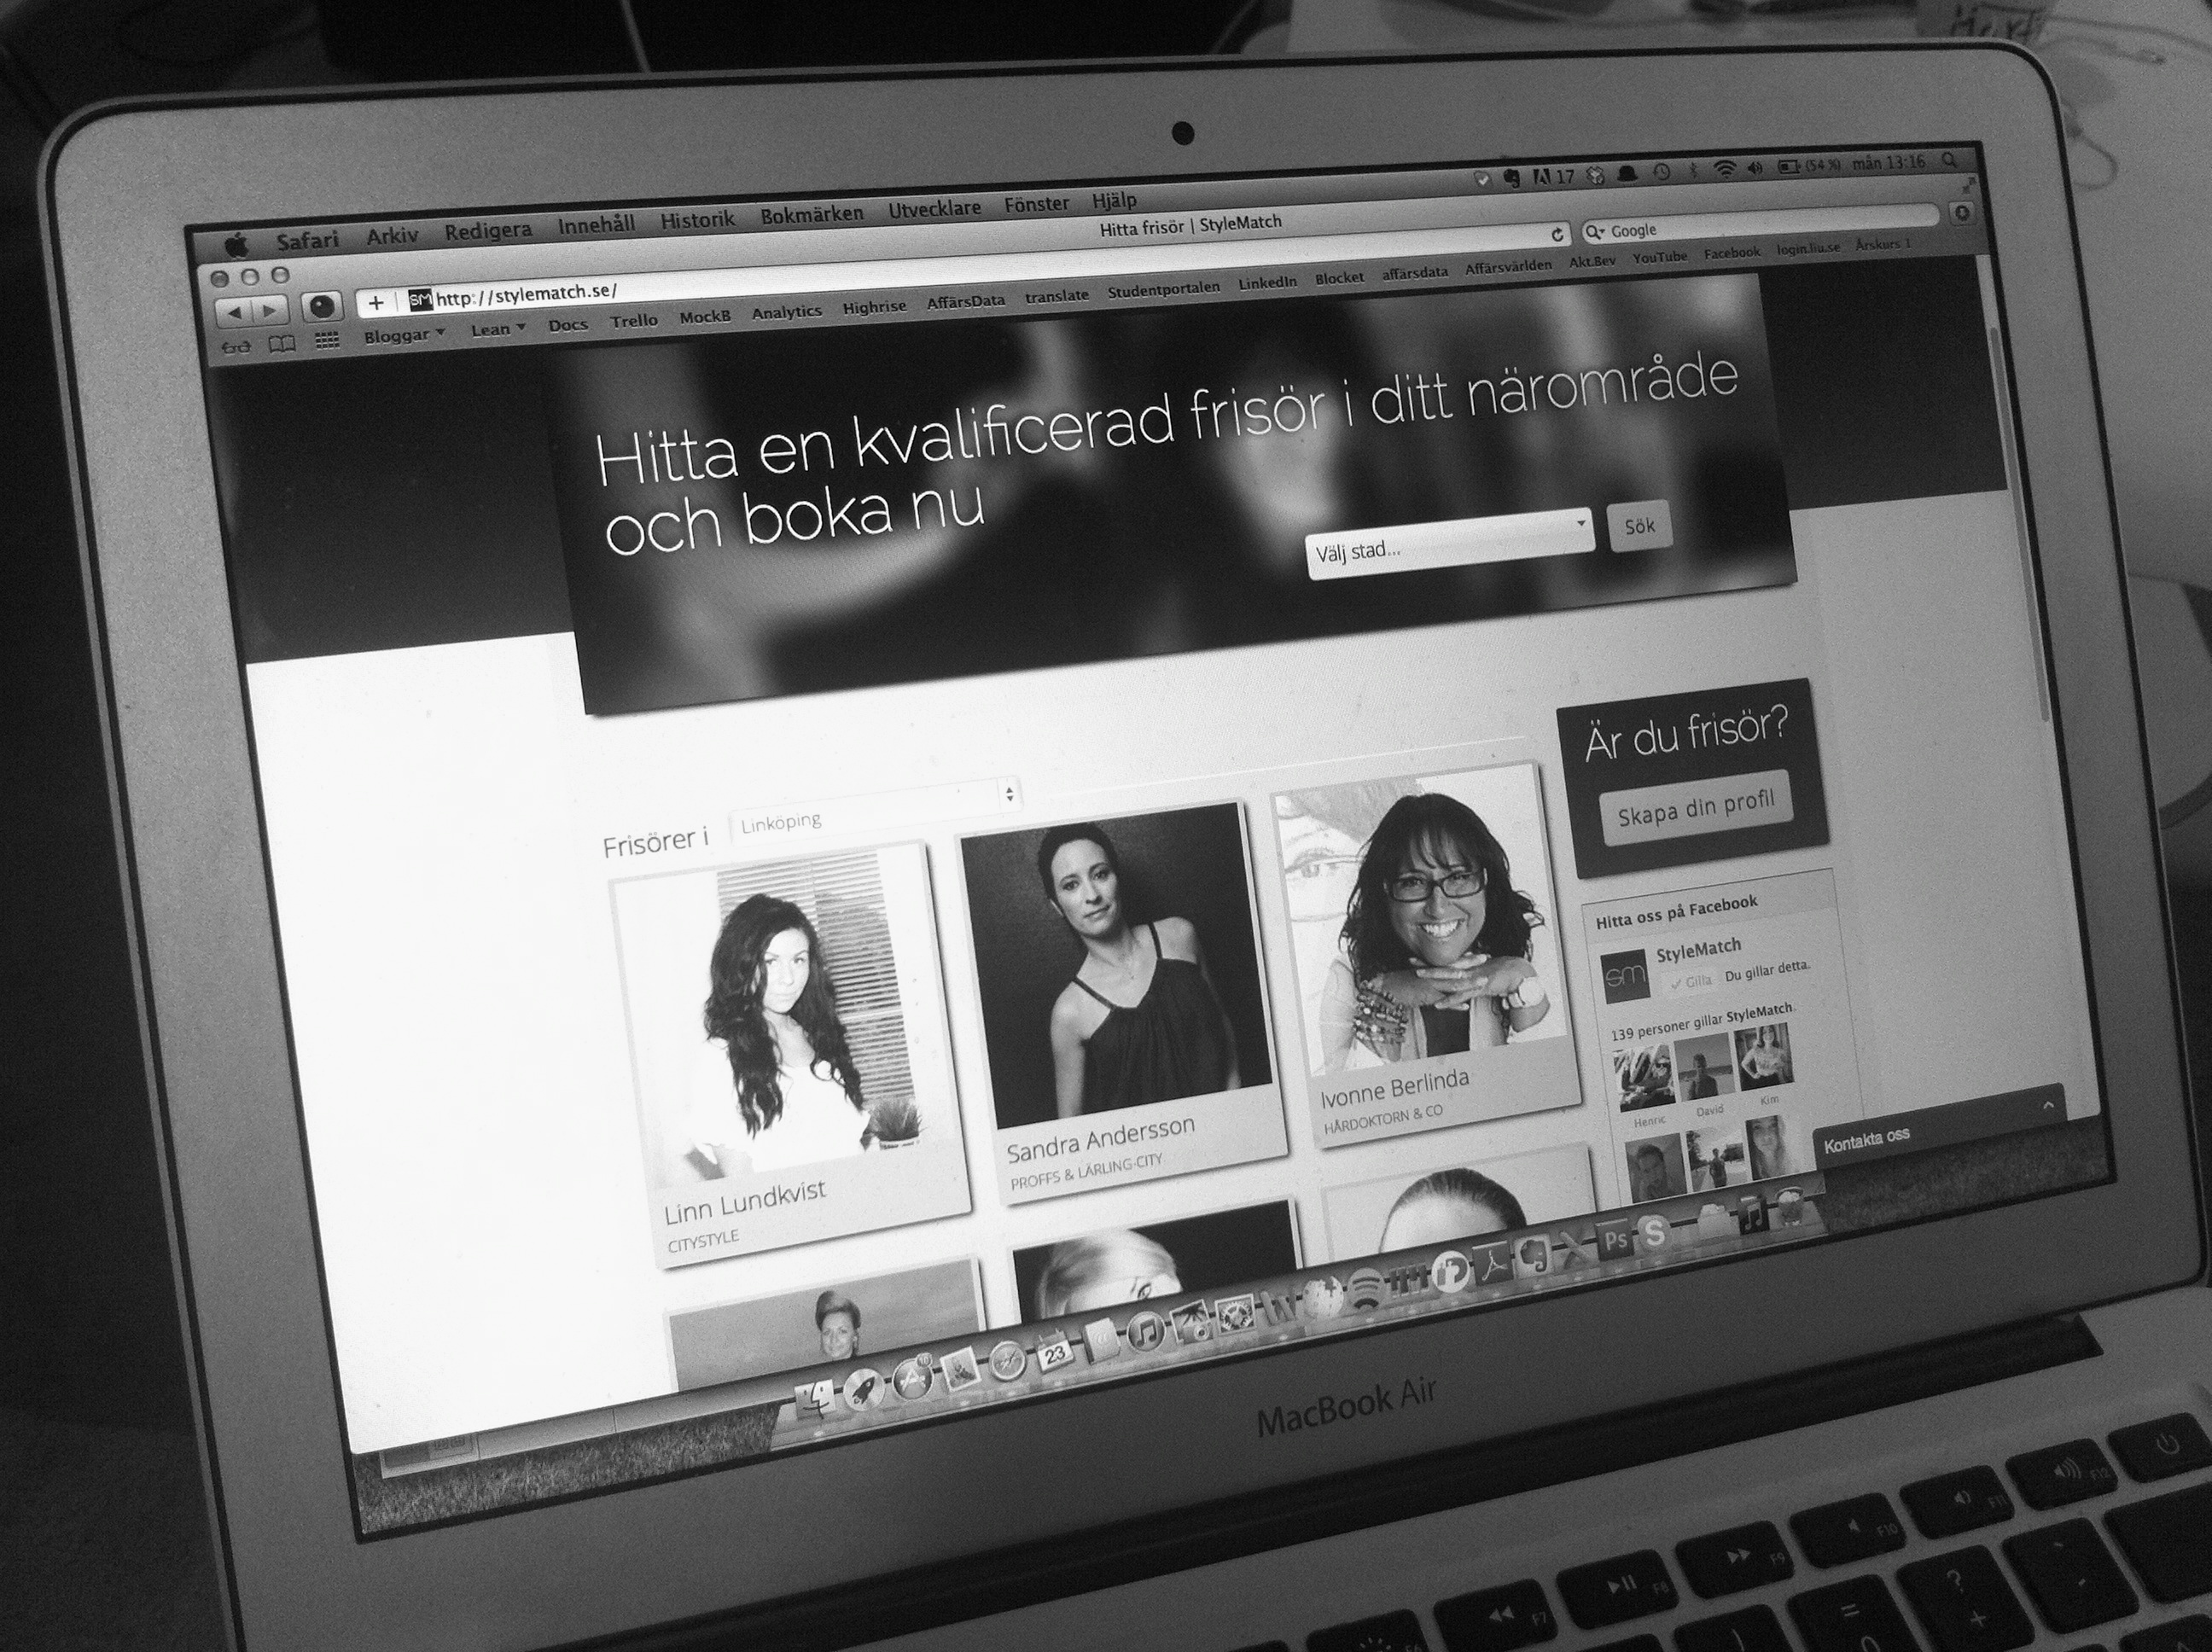 Safari Arkiv Redigera Innehåll Historik Bokmärken Utvecklare Fönster Hjälp
17 (54 %) mån 13:16
Hitta frisör | StyleMatch
+ SM http://stylematch.se/
Google
Bloggar Lean Docs Trello MockB Analytics Highrise AffärsData translate Studentportalen LinkedIn Blocket affärsdata Affärsvärlden Akt.Bev YouTube Facebook login.liu.se Årskurs 1
Hitta en kvalificerad frisör i ditt närområde
och boka nu
Välj stad...
Sök
Är du frisör?
Skapa din profil
Frisörer i Linköping
Linn Lundkvist
CITYSTYLE
Sandra Andersson
PROFFS & LÄRLING-CITY
Ivonne Berlinda
HÅRDOKTORN & CO
Hitta oss på Facebook
sm
StyleMatch
Gilla Du gillar detta.
139 personer gillar StyleMatch.
Henric David Kim
Kontakta oss
23
Ps
S
MacBook Air
F7
F8
F9
F10
F11
F12
=
?
+